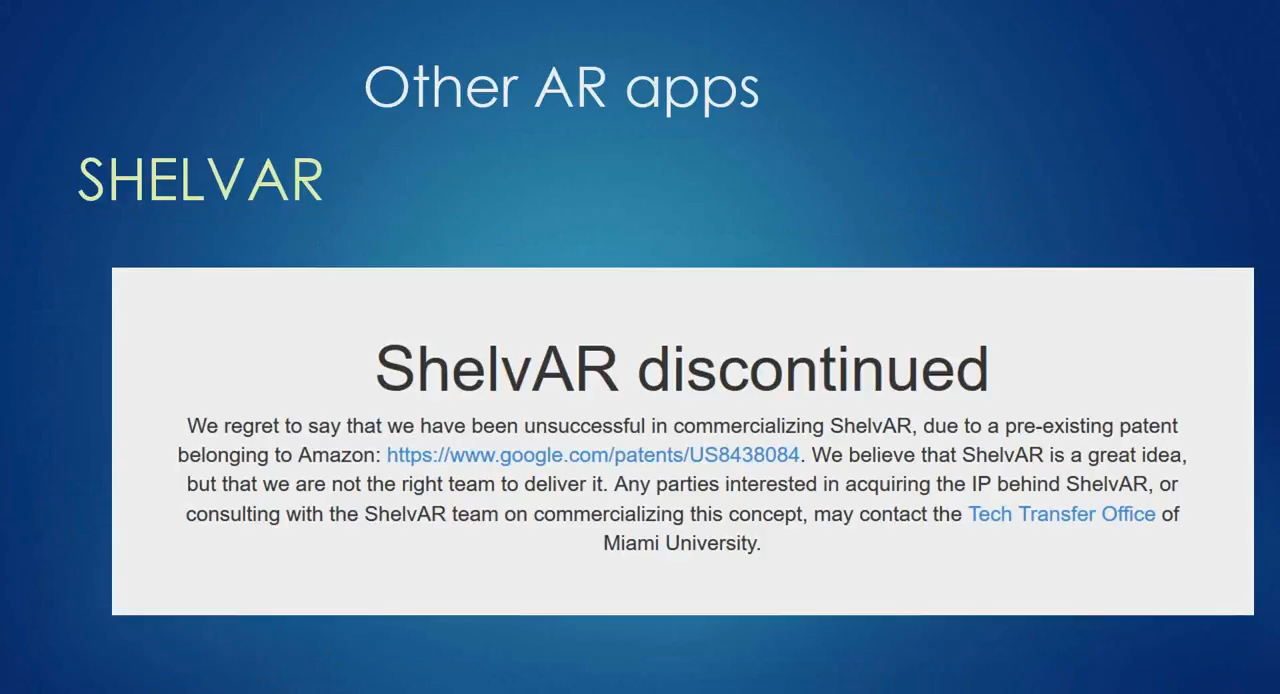 Other AR apps
SHELVAR
ShelvAR discontinued
We regret to say that we have been unsuccessful in commercializing ShelvAR, due to a pre-existing patent
belonging to Amazon: https://www.google.com/patents/US8438084. We believe that ShelvAR is a great idea,
but that we are not the right team to deliver it. Any parties interested in acquiring the IP behind ShelvAR, or
consulting with the ShelvAR team on commercializing this concept, may contact the Tech Transfer Office of
Miami University.